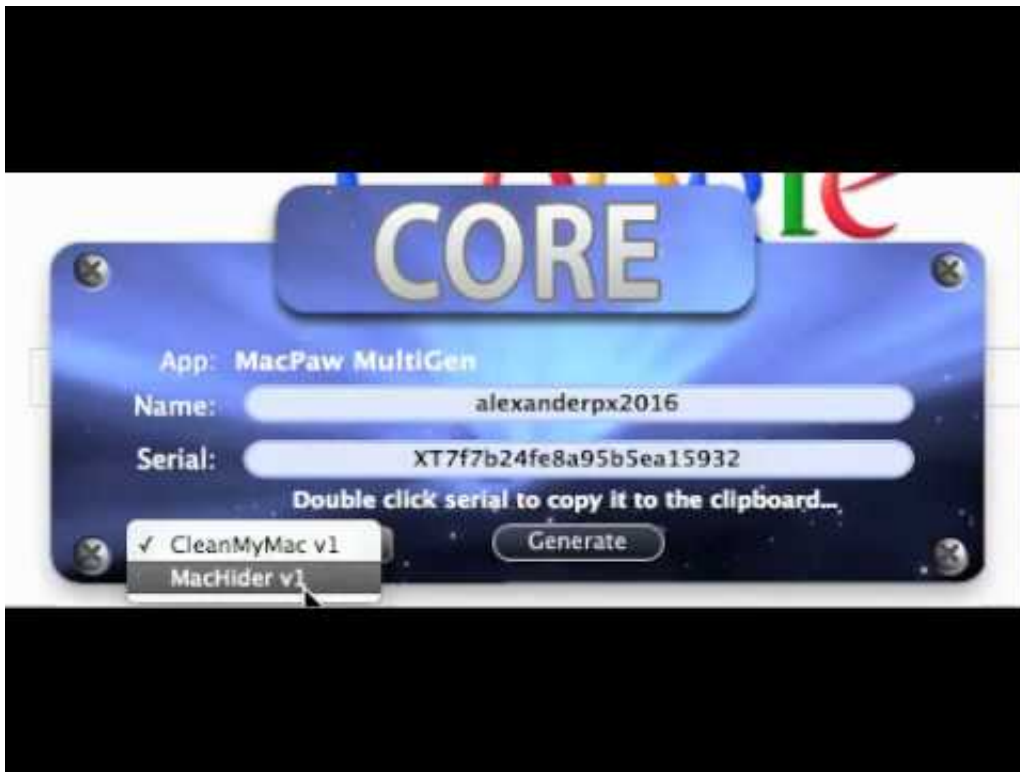 CORE
App: MacPaw MultiGen
Name: alexanderpx2016
Serial: XT7f7b24fe8a95b5ea15932
Double click serial to copy it to the clipboard...
✓ CleanMyMac v1
Generate
MacHider v1